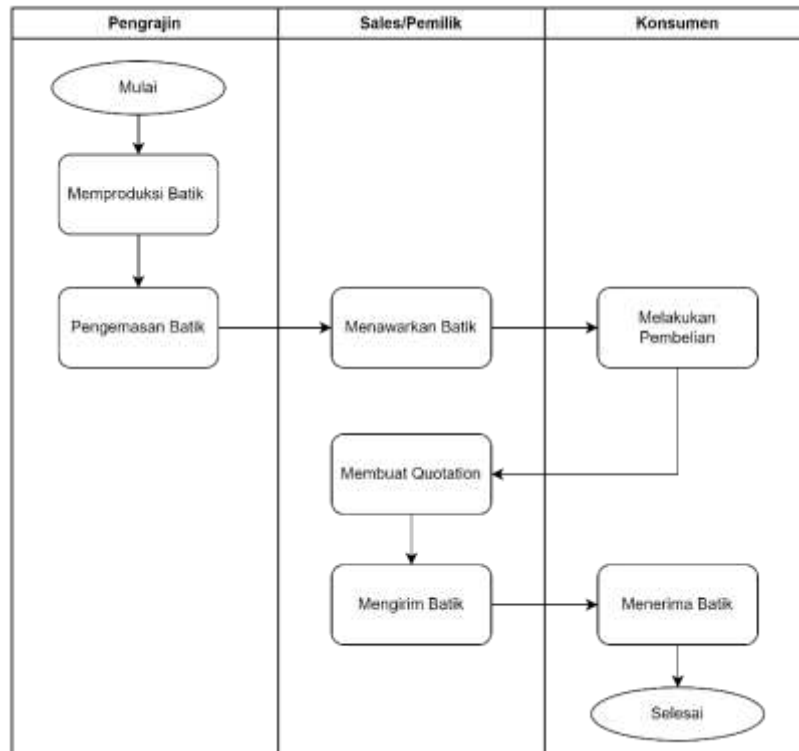 Pengrajin
Sales/Pemilik
Konsumen
Mulai
Memproduksi Batik
Pengemasan Batik
Menawarkan Batik
Melakukan
Pembelian
Membuat Quotation
Mengirim Batik
Menerima Batik
Selesai